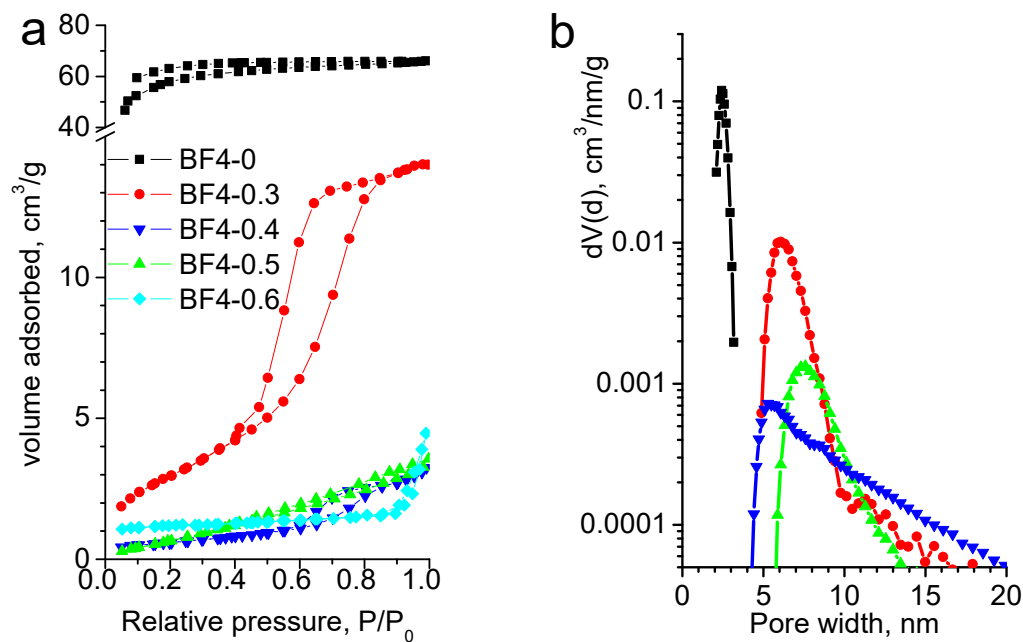 a
volume adsorbed, cm³/g
80
60
40
10
5
0
BF4-0
BF4-0.3
BF4-0.4
BF4-0.5
BF4-0.6
0.0 0.2 0.4 0.6 0.8 1.0
Relative pressure, P/P₀
b
dV(d), cm³/nm/g
0.1
0.01
0.001
0.0001
0 5 10 15 20
Pore width, nm